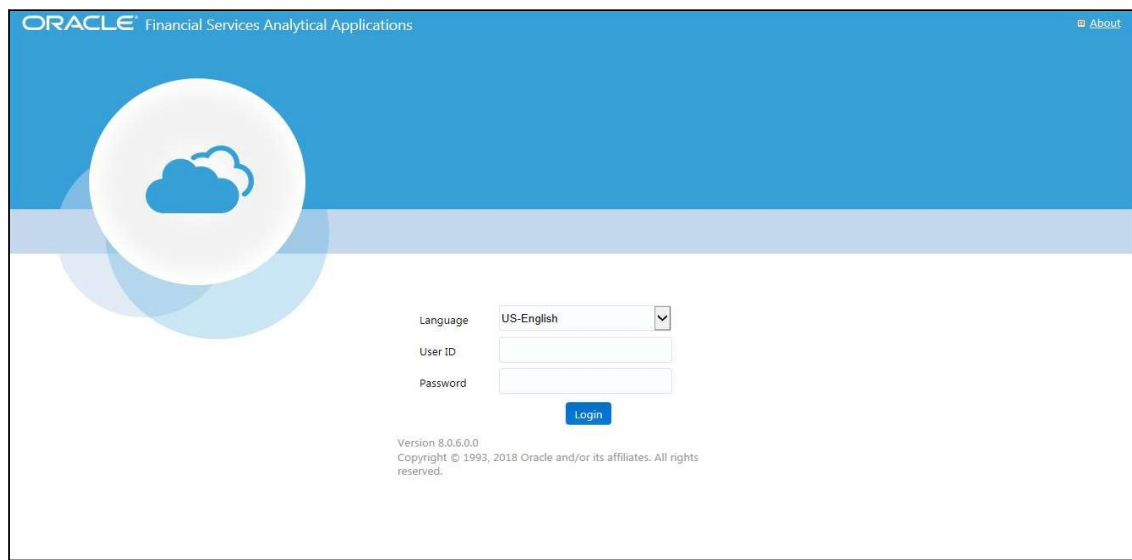 ORACLE® Financial Services Analytical Applications
About
Language US-English
User ID
Password
Login
Version 8.0.6.0.0
Copyright © 1993, 2018 Oracle and/or its affiliates. All rights
reserved.